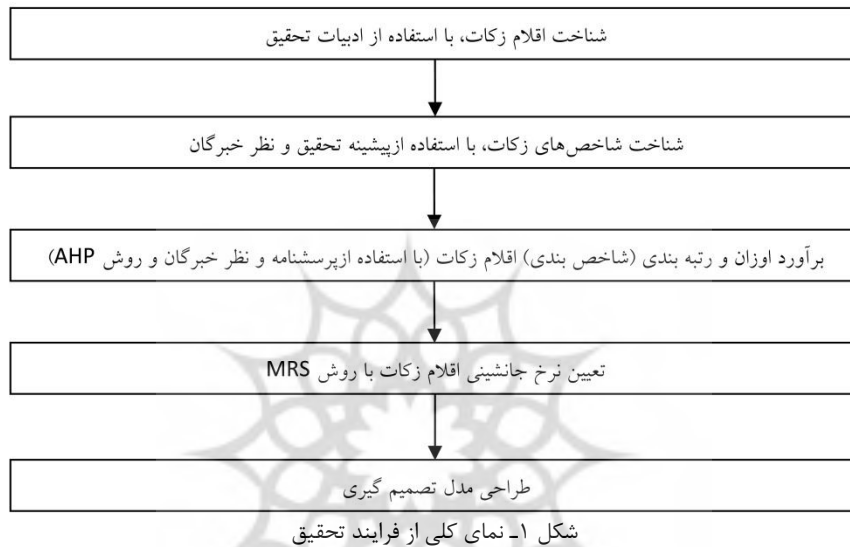 شناخت اقلام زکات، با استفاده از ادبیات تحقیق
شناخت شاخص‌های زکات، با استفاده ازپیشینه تحقیق و نظر خبرگان
برآورد اوزان و رتبه بندی (شاخص بندی) اقلام زکات (با استفاده ازپرسشنامه و نظر خبرگان و روش AHP)
تعیین نرخ جانشینی اقلام زکات با روش MRS
طراحی مدل تصمیم گیری
شکل ۱ـ نمای کلی از فرایند تحقیق